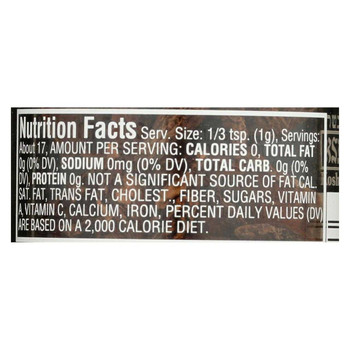 Nutrition Facts Serv. Size: 1/3 tsp. (1g), Servings:
About 17, AMOUNT PER SERVING: CALORIES 0, TOTAL FAT
0g (0% DV), SODIUM 0mg (0% DV), TOTAL CARB. 0g (0%
DV), PROTEIN 0g. NOT A SIGNIFICANT SOURCE OF FAT CAL.
SAT. FAT, TRANS FAT, CHOLEST., FIBER, SUGARS, VITAMIN
A, VITAMIN C, CALCIUM, IRON, PERCENT DAILY VALUES (DV)
ARE BASED ON A 2,000 CALORIE DIET.